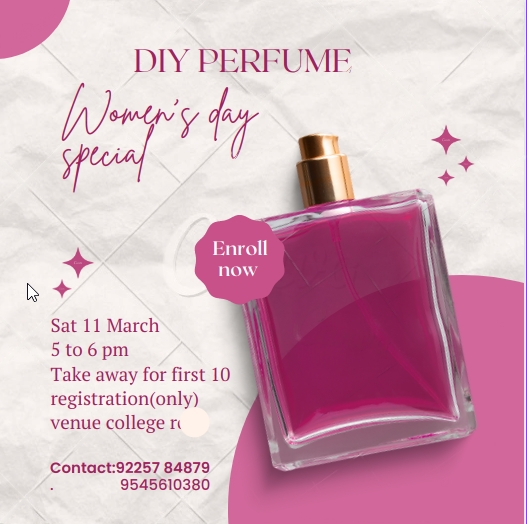 DIY PERFUME
Women's day
special
Enroll
now
Sat 11 March
5 to 6 pm
Take away for first 10
registration(only)
venue college
Contact:92257 84879
. 9545610380